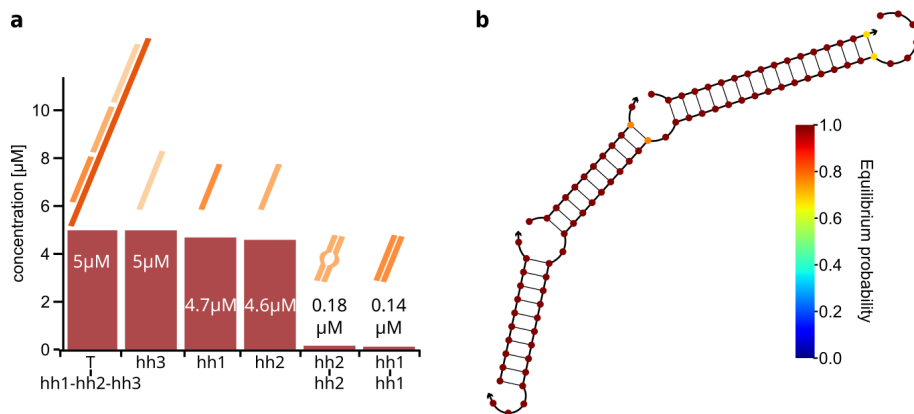 a
concentration [µM]
10
8
6
4
2
0
5µM
5µM
4.7µM
4.6µM
0.18
µM
0.14
µM
T
hh1-hh2-hh3
hh3
hh1
hh2
hh2
hh2
hh1
hh1
b
1.0
0.8
0.6
0.4
0.2
0.0
Equilibrium probability